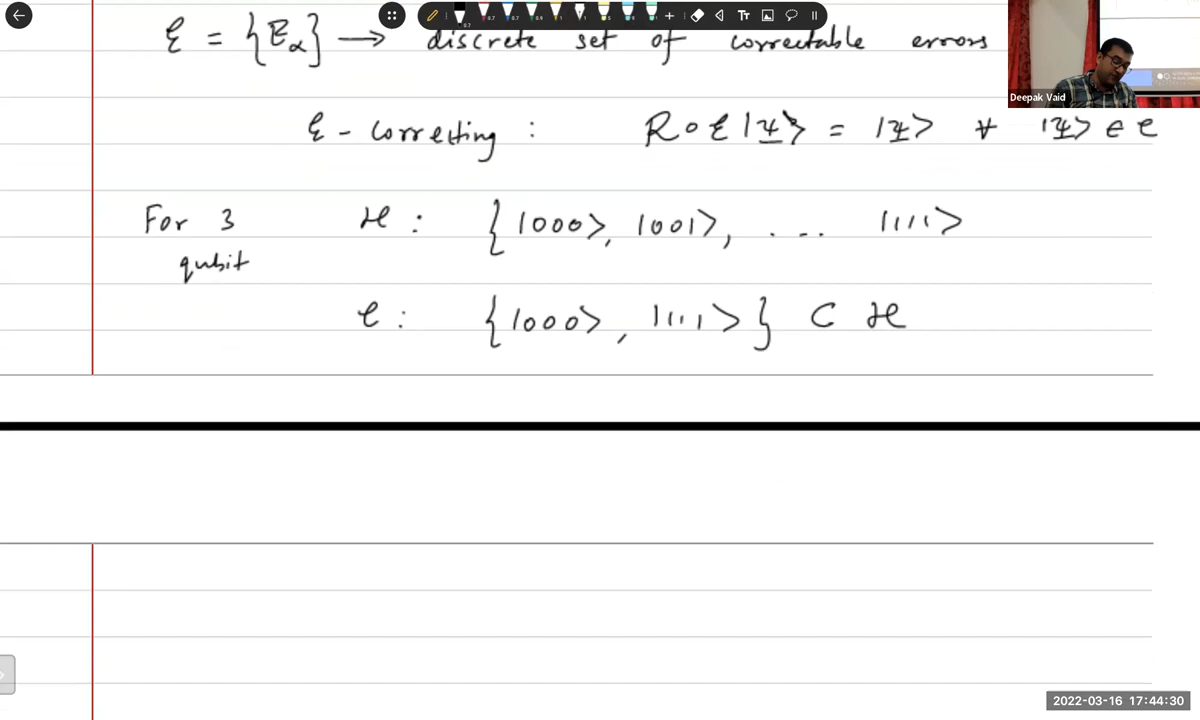 ℰ = {E_α} → discrete set of correctable errors
Deepak Vaid
ℰ - correcting : R∘ℰ|Ψ⟩ = |Ψ⟩ ∀ |Ψ⟩ ∈ 𝒞
For 3 qubit ℋ : { |000⟩, |001⟩, . . . . |111⟩
𝒞 : { |000⟩, |111⟩ } ⊂ ℋ
2022-03-16 17:44:30